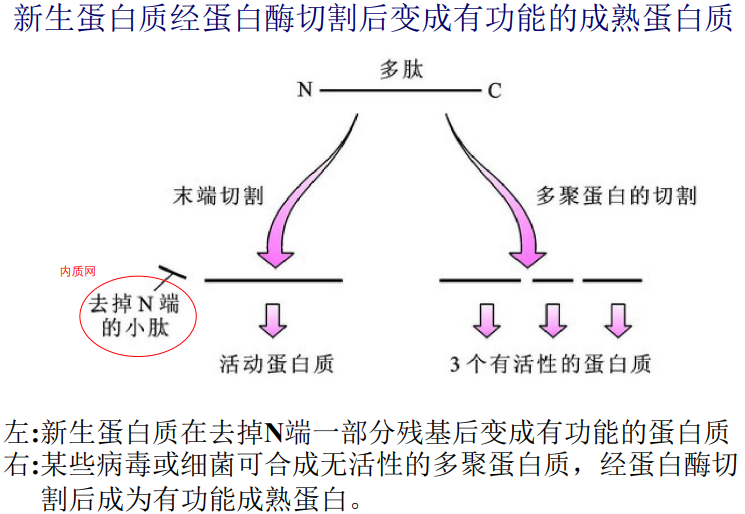 新生蛋白质经蛋白酶切割后变成有功能的成熟蛋白质
多肽
N
C
末端切割
多聚蛋白的切割
内质网
去掉N端
的小肽
活动蛋白质
3个有活性的蛋白质
左:新生蛋白质在去掉N端一部分残基后变成有功能的蛋白质
右:某些病毒或细菌可合成无活性的多聚蛋白质，经蛋白酶切
割后成为有功能成熟蛋白。